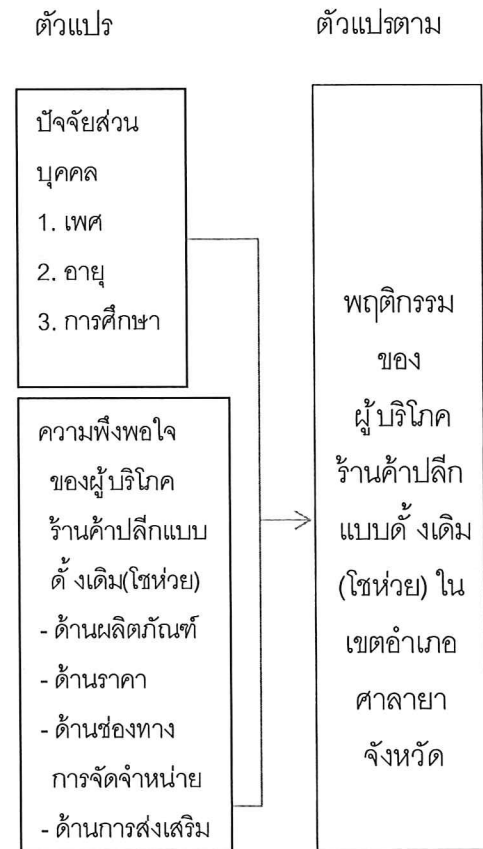 ตัวแปร
ตัวแปรตาม
ปัจจัยส่วน
บุคคล
1. เพศ
2. อายุ
3. การศึกษา
ความพึงพอใจ
ของผู้บริโภค
ร้านค้าปลีกแบบ
ดั้งเดิม(โชห่วย)
- ด้านผลิตภัณฑ์
- ด้านราคา
- ด้านช่องทาง
การจัดจำหน่าย
- ด้านการส่งเสริม
พฤติกรรม
ของ
ผู้บริโภค
ร้านค้าปลีก
แบบดั้งเดิม
(โชห่วย) ใน
เขตอำเภอ
ศาลายา
จังหวัด